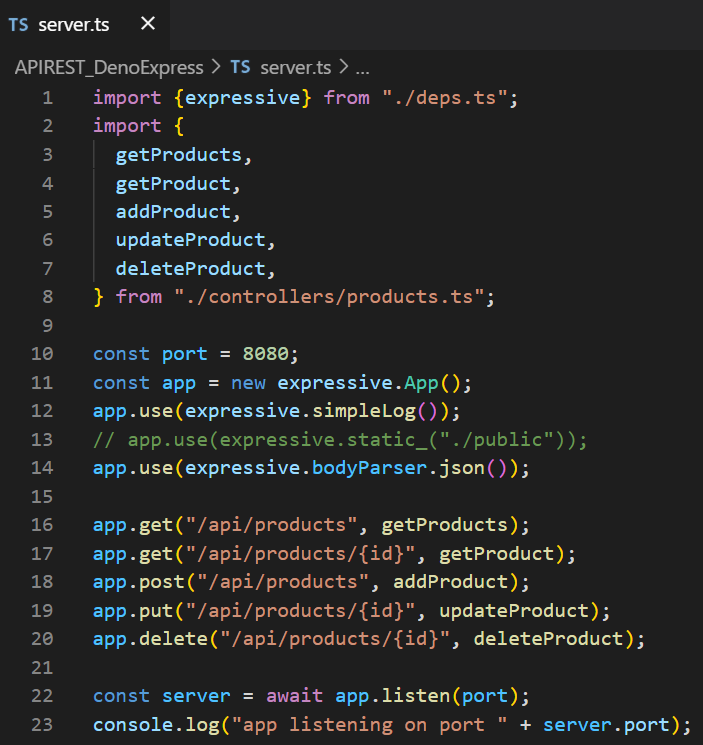 TS server.ts ×
APIREST_DenoExpress > TS server.ts > ...
1 import {expressive} from "./deps.ts";
2 import {
3   getProducts,
4   getProduct,
5   addProduct,
6   updateProduct,
7   deleteProduct,
8 } from "./controllers/products.ts";
9
10 const port = 8080;
11 const app = new expressive.App();
12 app.use(expressive.simpleLog());
13 // app.use(expressive.static_("./public"));
14 app.use(expressive.bodyParser.json());
15
16 app.get("/api/products", getProducts);
17 app.get("/api/products/{id}", getProduct);
18 app.post("/api/products", addProduct);
19 app.put("/api/products/{id}", updateProduct);
20 app.delete("/api/products/{id}", deleteProduct);
21
22 const server = await app.listen(port);
23 console.log("app listening on port " + server.port);